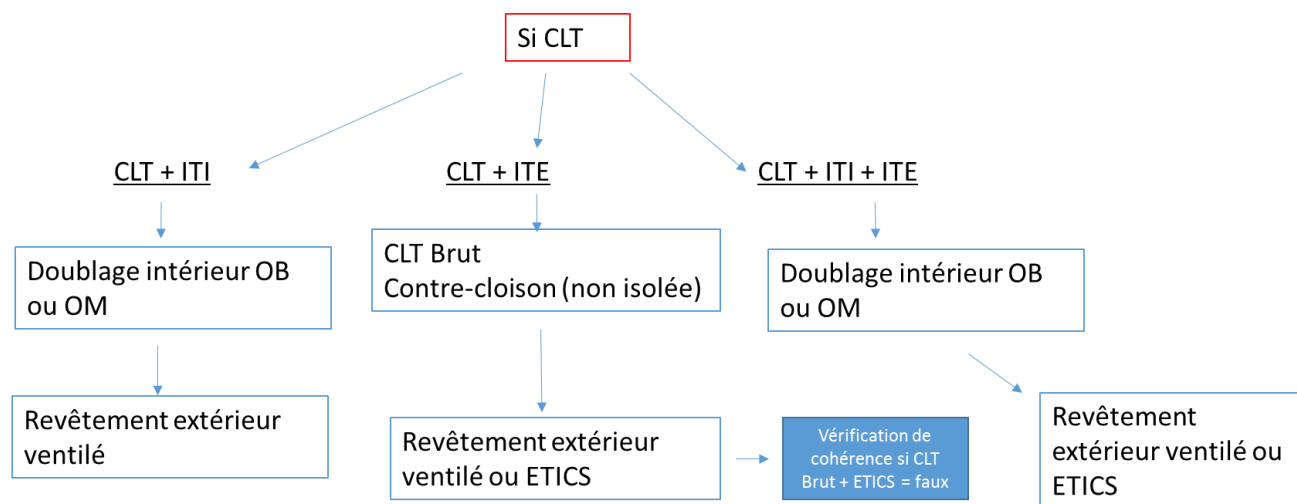 Si CLT
CLT + ITI
CLT + ITE
CLT + ITI + ITE
Doublage intérieur OB
ou OM
CLT Brut
Contre-cloison (non isolée)
Doublage intérieur OB
ou OM
Revêtement extérieur
ventilé
Revêtement extérieur
ventilé ou ETICS
Vérification de
cohérence si CLT
Brut + ETICS = faux
Revêtement
extérieur ventilé ou
ETICS